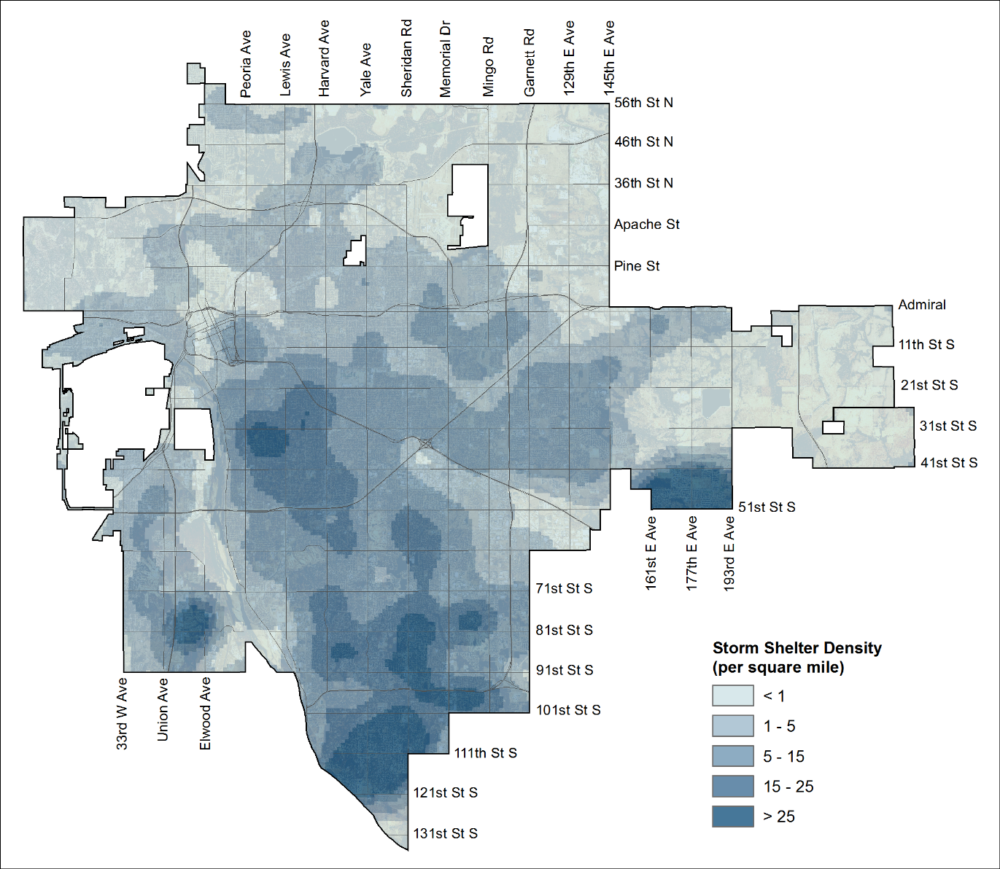 Peoria Ave
Lewis Ave
Harvard Ave
Yale Ave
Sheridan Rd
Memorial Dr
Mingo Rd
Garnett Rd
129th E Ave
145th E Ave
56th St N
46th St N
36th St N
Apache St
Pine St
Admiral
11th St S
21st St S
31st St S
41st St S
51st St S
161st E Ave
177th E Ave
193rd E Ave
71st St S
81st St S
91st St S
101st St S
111th St S
121st St S
131st St S
33rd W Ave
Union Ave
Elwood Ave
Storm Shelter Density
(per square mile)
< 1
1 - 5
5 - 15
15 - 25
> 25